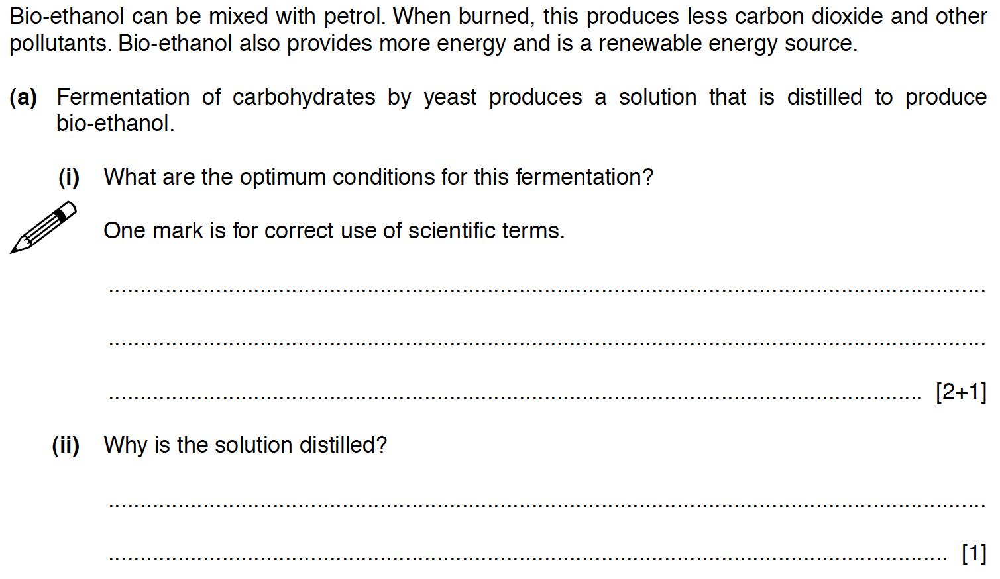 Bio-ethanol can be mixed with petrol. When burned, this produces less carbon dioxide and other
pollutants. Bio-ethanol also provides more energy and is a renewable energy source.
(a) Fermentation of carbohydrates by yeast produces a solution that is distilled to produce
bio-ethanol.
(i) What are the optimum conditions for this fermentation?
One mark is for correct use of scientific terms.
[2+1]
(ii) Why is the solution distilled?
[1]